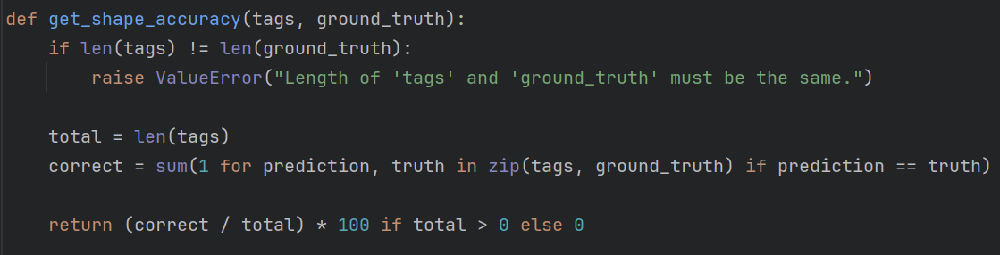 def get_shape_accuracy(tags, ground_truth):
    if len(tags) != len(ground_truth):
        raise ValueError("Length of 'tags' and 'ground_truth' must be the same.")

    total = len(tags)
    correct = sum(1 for prediction, truth in zip(tags, ground_truth) if prediction == truth)

    return (correct / total) * 100 if total > 0 else 0